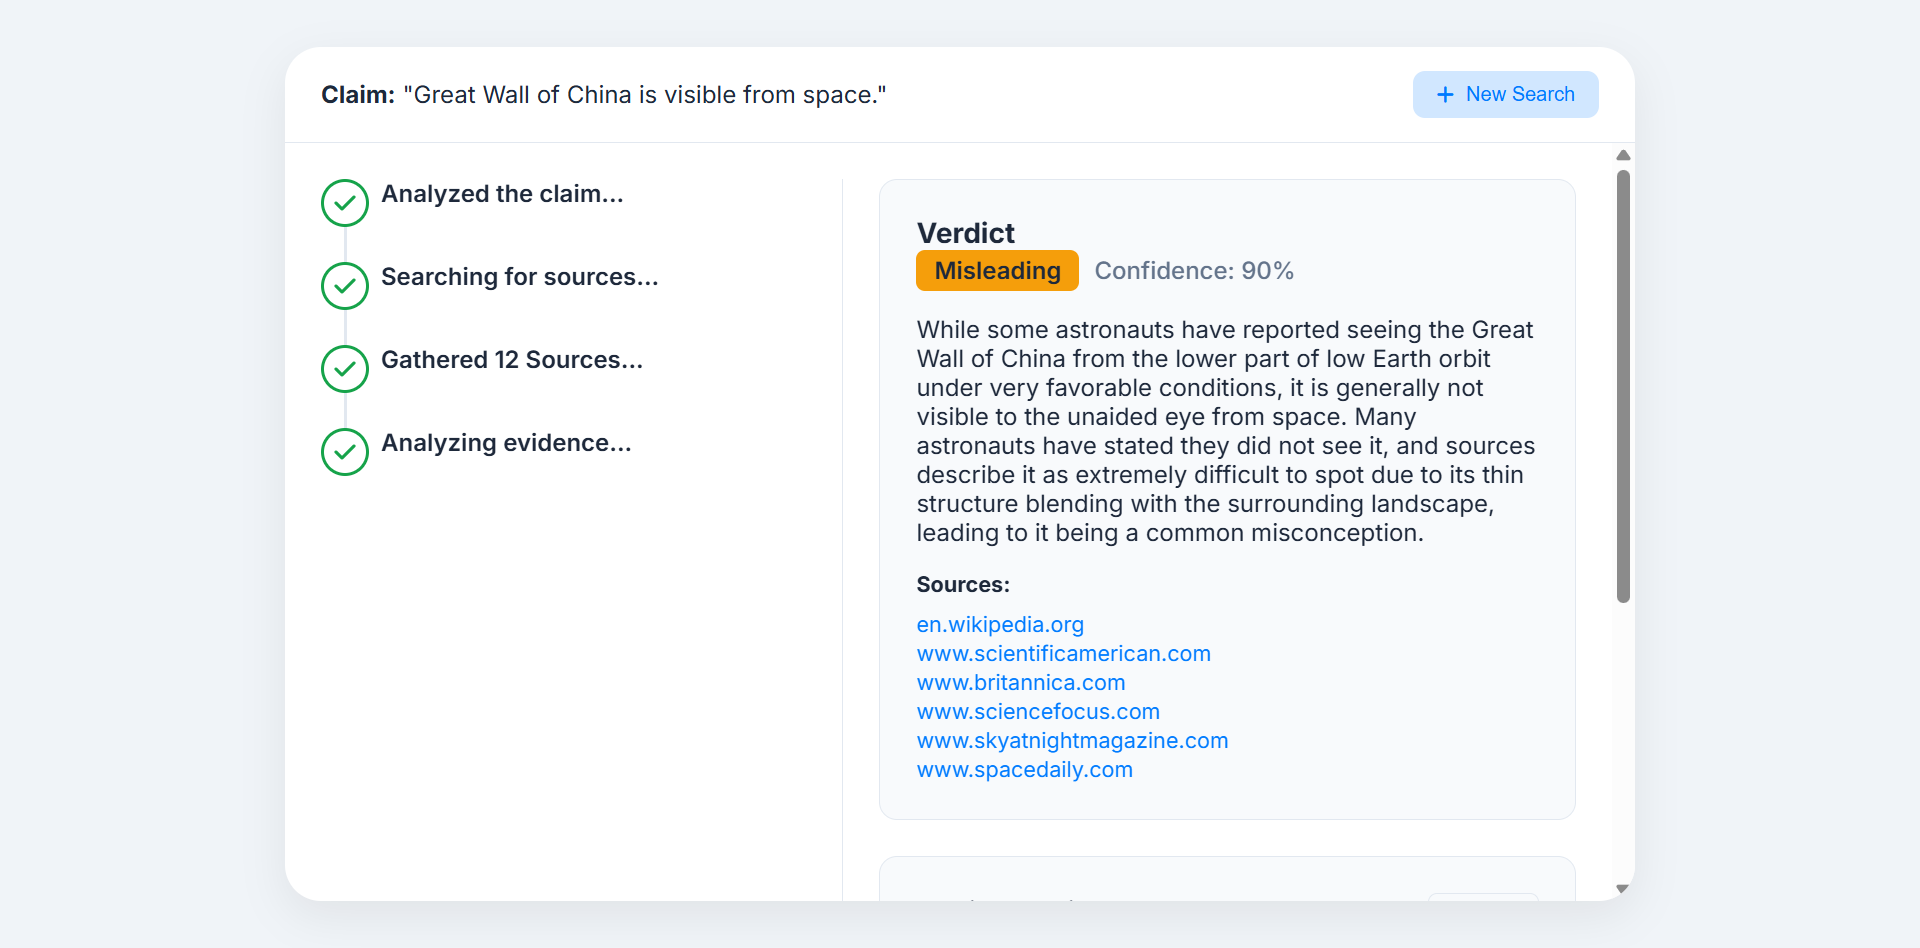 Claim: "Great Wall of China is visible from space."
New Search
Analyzed the claim...
Searching for sources...
Gathered 12 Sources...
Analyzing evidence...
Verdict
Misleading Confidence: 90%
While some astronauts have reported seeing the Great
Wall of China from the lower part of low Earth orbit
under very favorable conditions, it is generally not
visible to the unaided eye from space. Many
astronauts have stated they did not see it, and sources
describe it as extremely difficult to spot due to its thin
structure blending with the surrounding landscape,
leading to it being a common misconception.
Sources:
en.wikipedia.org
www.scientificamerican.com
www.britannica.com
www.sciencefocus.com
www.skyatnightmagazine.com
www.spacedaily.com